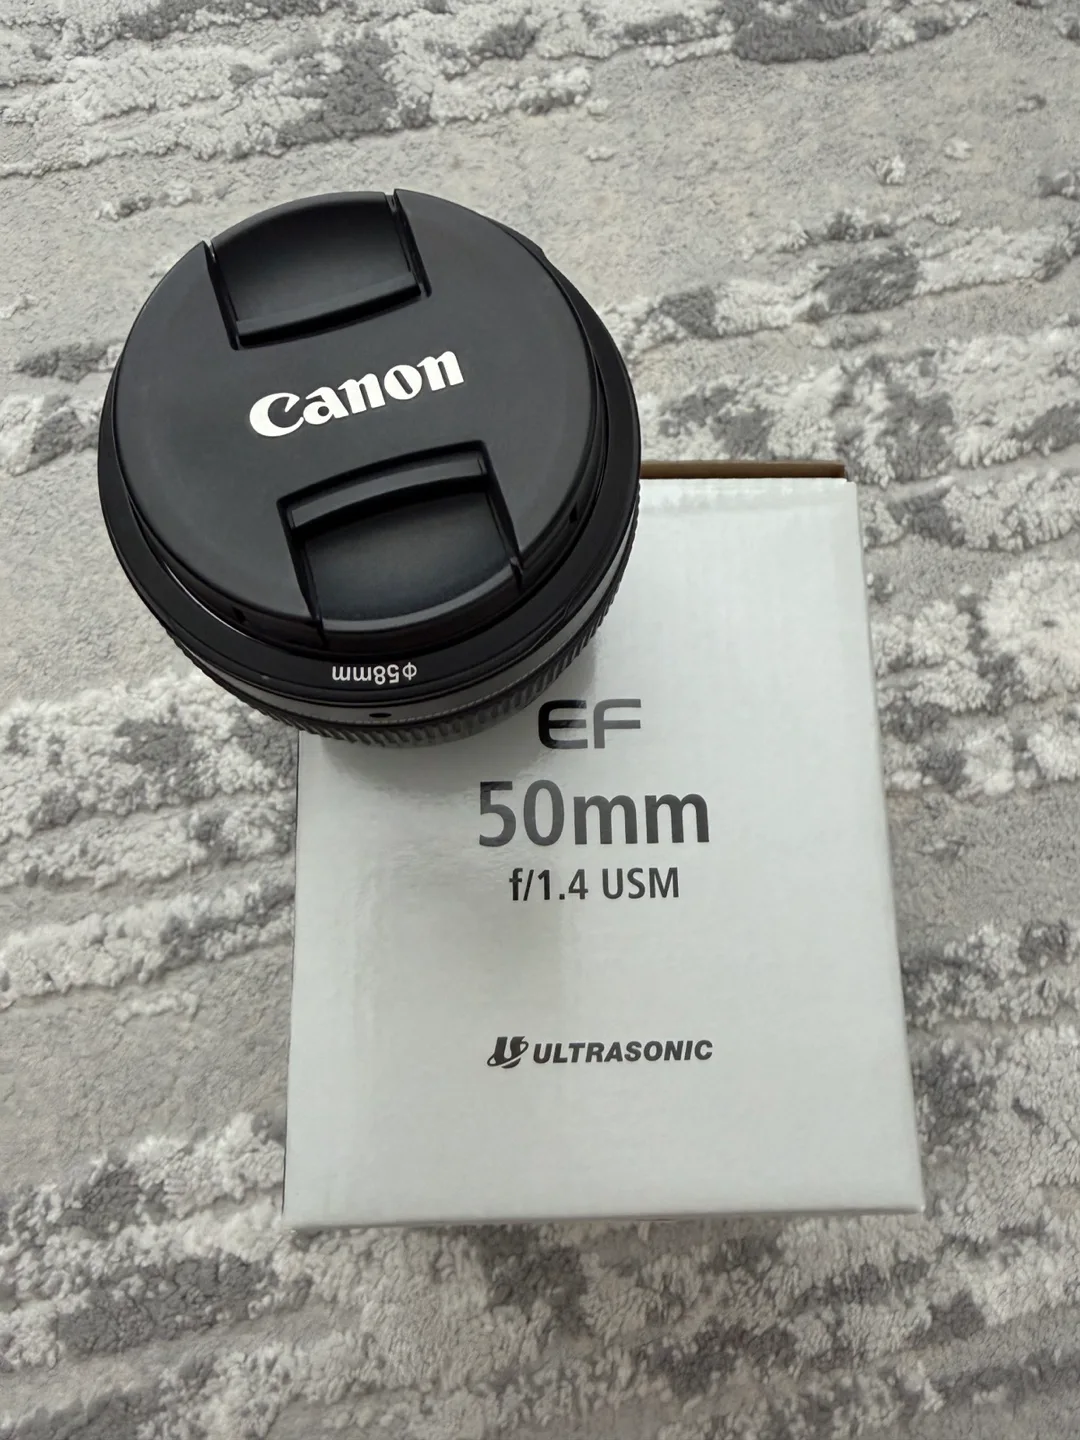 Canon
Φ58mm
EF
50mm
f/1.4 USM
ULTRASONIC